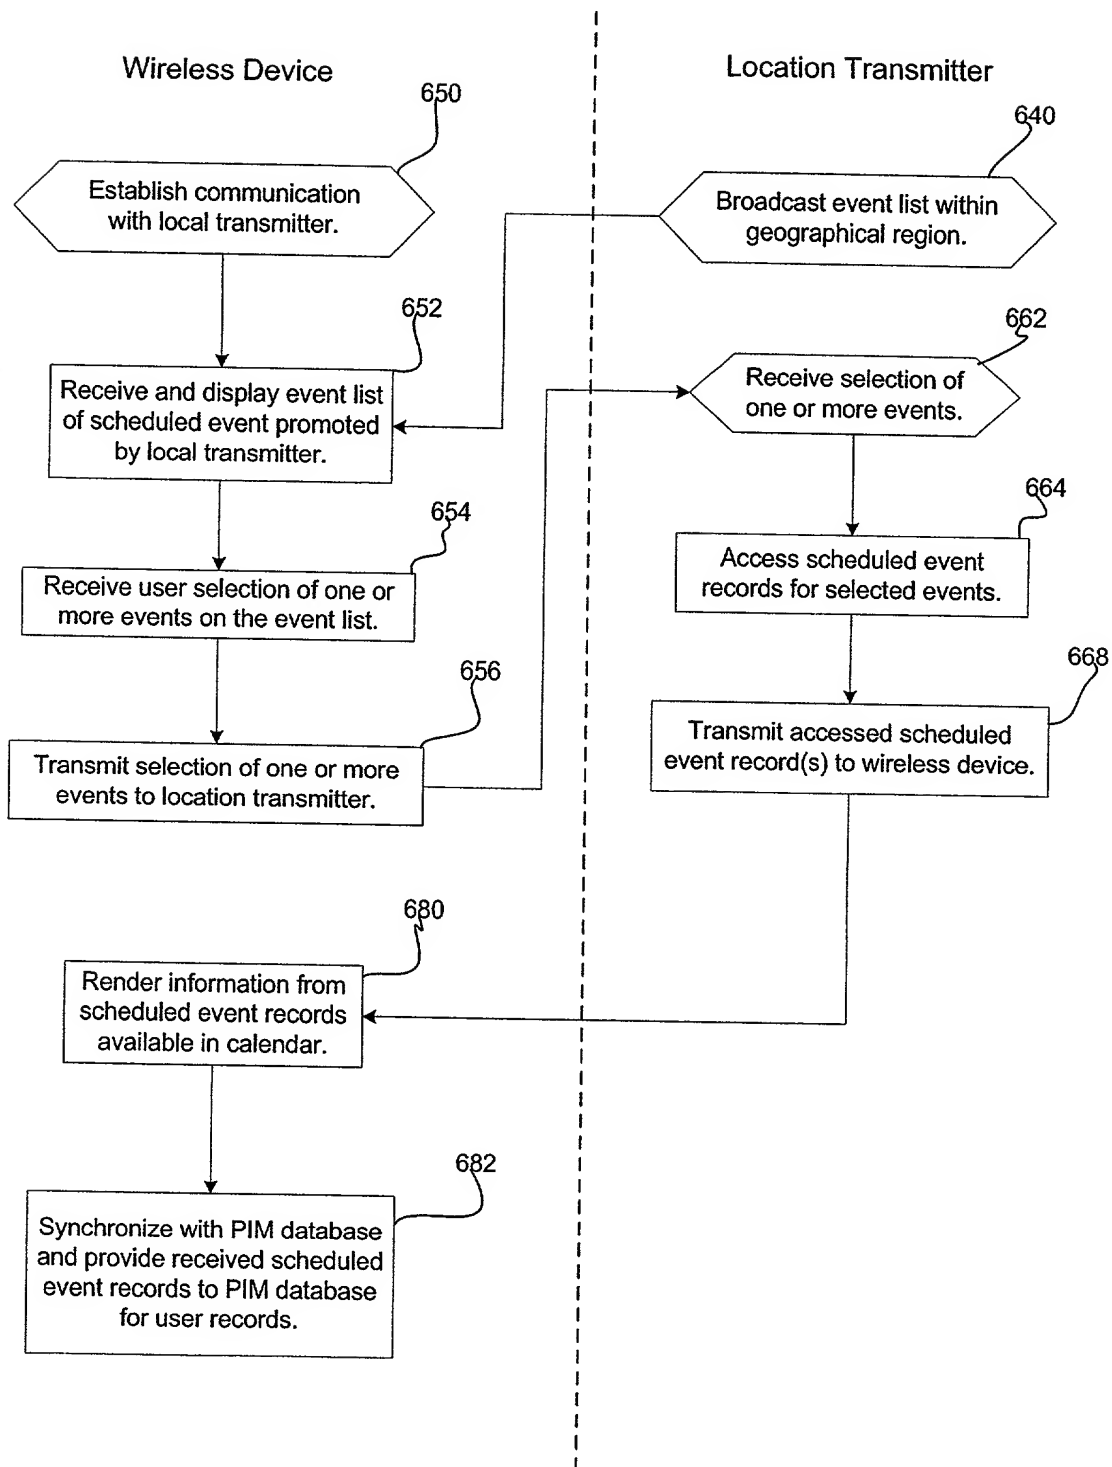 Wireless Device
Location Transmitter
650
640
Establish communication
with local transmitter.
Broadcast event list within
geographical region.
652
662
Receive and display event list
of scheduled event promoted
by local transmitter.
Receive selection of
one or more events.
654
664
Receive user selection of one or
more events on the event list.
Access scheduled event
records for selected events.
656
668
Transmit selection of one or more
events to location transmitter.
Transmit accessed scheduled
event record(s) to wireless device.
680
Render information from
scheduled event records
available in calendar.
682
Synchronize with PIM database
and provide received scheduled
event records to PIM database
for user records.